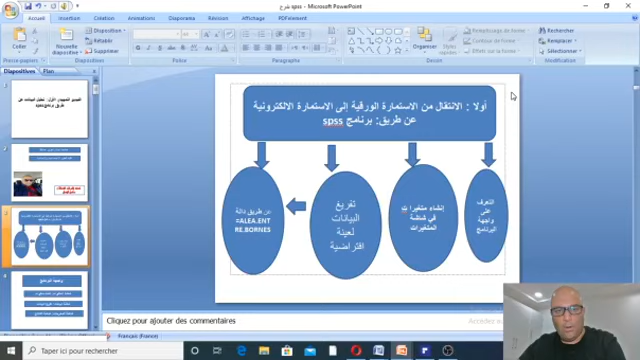 شرح spss - Microsoft PowerPoint
Accueil
Insertion
Création
Animations
Diaporama
Révision
Affichage
PDFelement
Coller
Presse-papiers
Nouvelle diapositive
Disposition
Rétablir
Supprimer
Diapositives
Police
Paragraphe
Organiser
Styles rapides
Remplissage de forme
Contour de forme
Effets sur la forme
Dessin
Rechercher
Remplacer
Sélectionner
Modification
Diapositives
Plan
أولا : الانتقال من الاستمارة الورقية إلى الاستمارة الالكترونية
عن طريق: برنامج spss
التعرف
على
واجهة
البرنامج
إنشاء متغيرا تك
في شاشة
المتغيرات
تفريغ
البيانات
لعينة
افتراضية
عن طريق دالة
=ALEA.ENT
RE.BORNES
Cliquez pour ajouter des commentaires
Français (France)
Taper ici pour rechercher